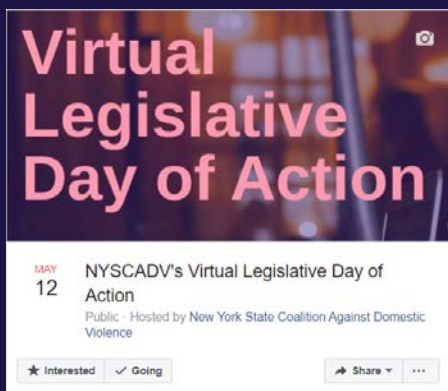 Virtual
Legislative
Day of Action
MAY
12
NYSCADV's Virtual Legislative Day of
Action
Public · Hosted by New York State Coalition Against Domestic
Violence
Interested
Going
Share